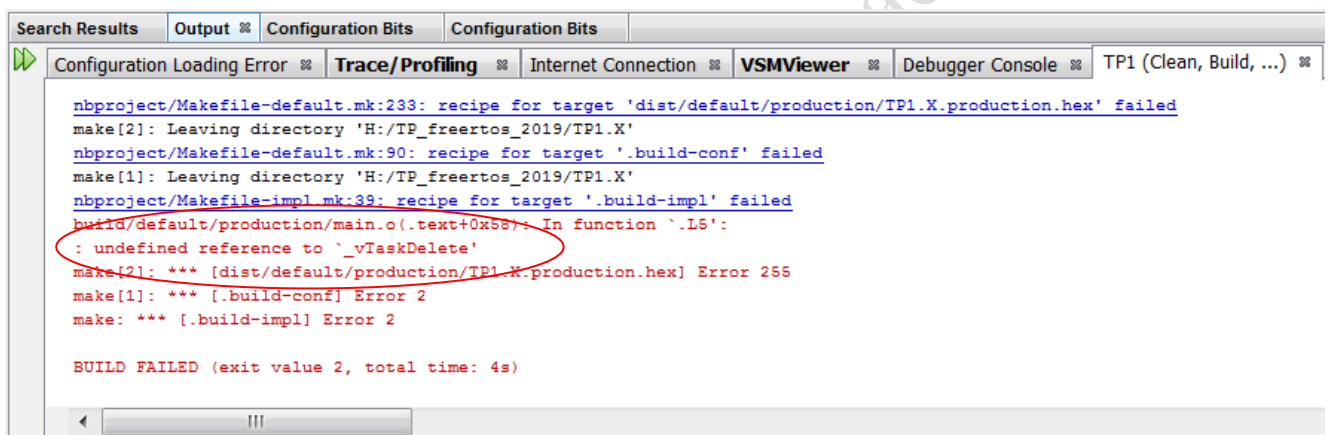 Search Results Output Configuration Bits Configuration Bits
Configuration Loading Error Trace/Profiling Internet Connection VSMViewer Debugger Console TP1 (Clean, Build, ...)
nbproject/Makefile-default.mk:233: recipe for target 'dist/default/production/TP1.X.production.hex' failed
make[2]: Leaving directory 'H:/TP_freertos_2019/TP1.X'
nbproject/Makefile-default.mk:90: recipe for target '.build-conf' failed
make[1]: Leaving directory 'H:/TP_freertos_2019/TP1.X'
nbproject/Makefile-impl.mk:39: recipe for target '.build-impl' failed
build/default/production/main.o(.text+0x58): In function `.L5':
: undefined reference to `_vTaskDelete'
make[2]: *** [dist/default/production/TP1.X.production.hex] Error 255
make[1]: *** [.build-conf] Error 2
make: *** [.build-impl] Error 2
BUILD FAILED (exit value 2, total time: 4s)